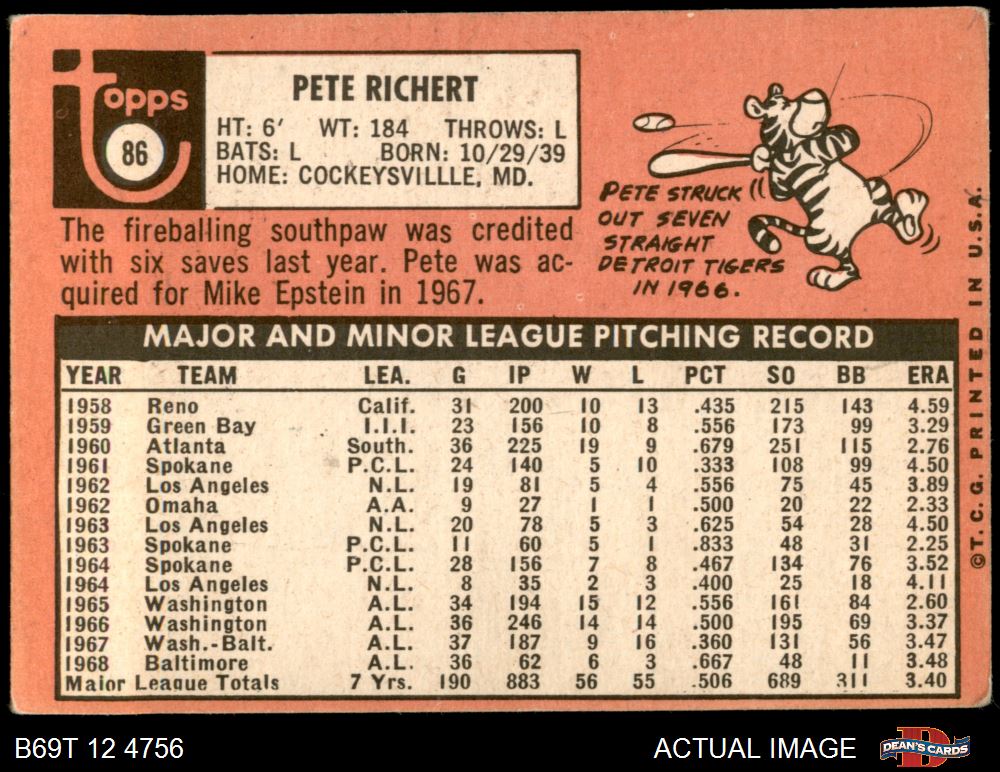 Topps
86
PETE RICHERT
HT: 6' WT: 184 THROWS: L
BATS: L BORN: 10/29/39
HOME: COCKEYSVILLLE, MD.
The fireballing southpaw was credited
with six saves last year. Pete was ac-
quired for Mike Epstein in 1967.
PETE STRUCK
OUT SEVEN
STRAIGHT
DETROIT TIGERS
IN 1966.
MAJOR AND MINOR LEAGUE PITCHING RECORD
YEAR TEAM LEA. G IP W L PCT SO BB ERA
1958 Reno Calif. 31 200 10 13 .435 215 143 4.59
1959 Green Bay I.I.I. 23 156 10 8 .556 173 99 3.29
1960 Atlanta South. 36 225 19 9 .679 251 115 2.76
1961 Spokane P.C.L. 24 140 5 10 .333 108 99 4.50
1962 Los Angeles N.L. 19 81 5 4 .556 75 45 3.89
1962 Omaha A.A. 9 27 1 1 .500 20 22 2.33
1963 Los Angeles N.L. 20 78 5 3 .625 54 28 4.50
1963 Spokane P.C.L. 11 60 5 1 .833 48 31 2.25
1964 Spokane P.C.L. 28 156 7 8 .467 134 76 3.52
1964 Los Angeles N.L. 8 35 2 3 .400 25 18 4.11
1965 Washington A.L. 34 194 15 12 .556 161 84 2.60
1966 Washington A.L. 36 246 14 14 .500 195 69 3.37
1967 Wash.-Balt. A.L. 37 187 9 16 .360 131 56 3.47
1968 Baltimore A.L. 36 62 6 3 .667 48 11 3.48
Major League Totals 7 Yrs. 190 883 56 55 .506 689 311 3.40
©T.C.G. PRINTED IN U.S.A.
B69T 12 4756
ACTUAL IMAGE
DEAN'S CARDS